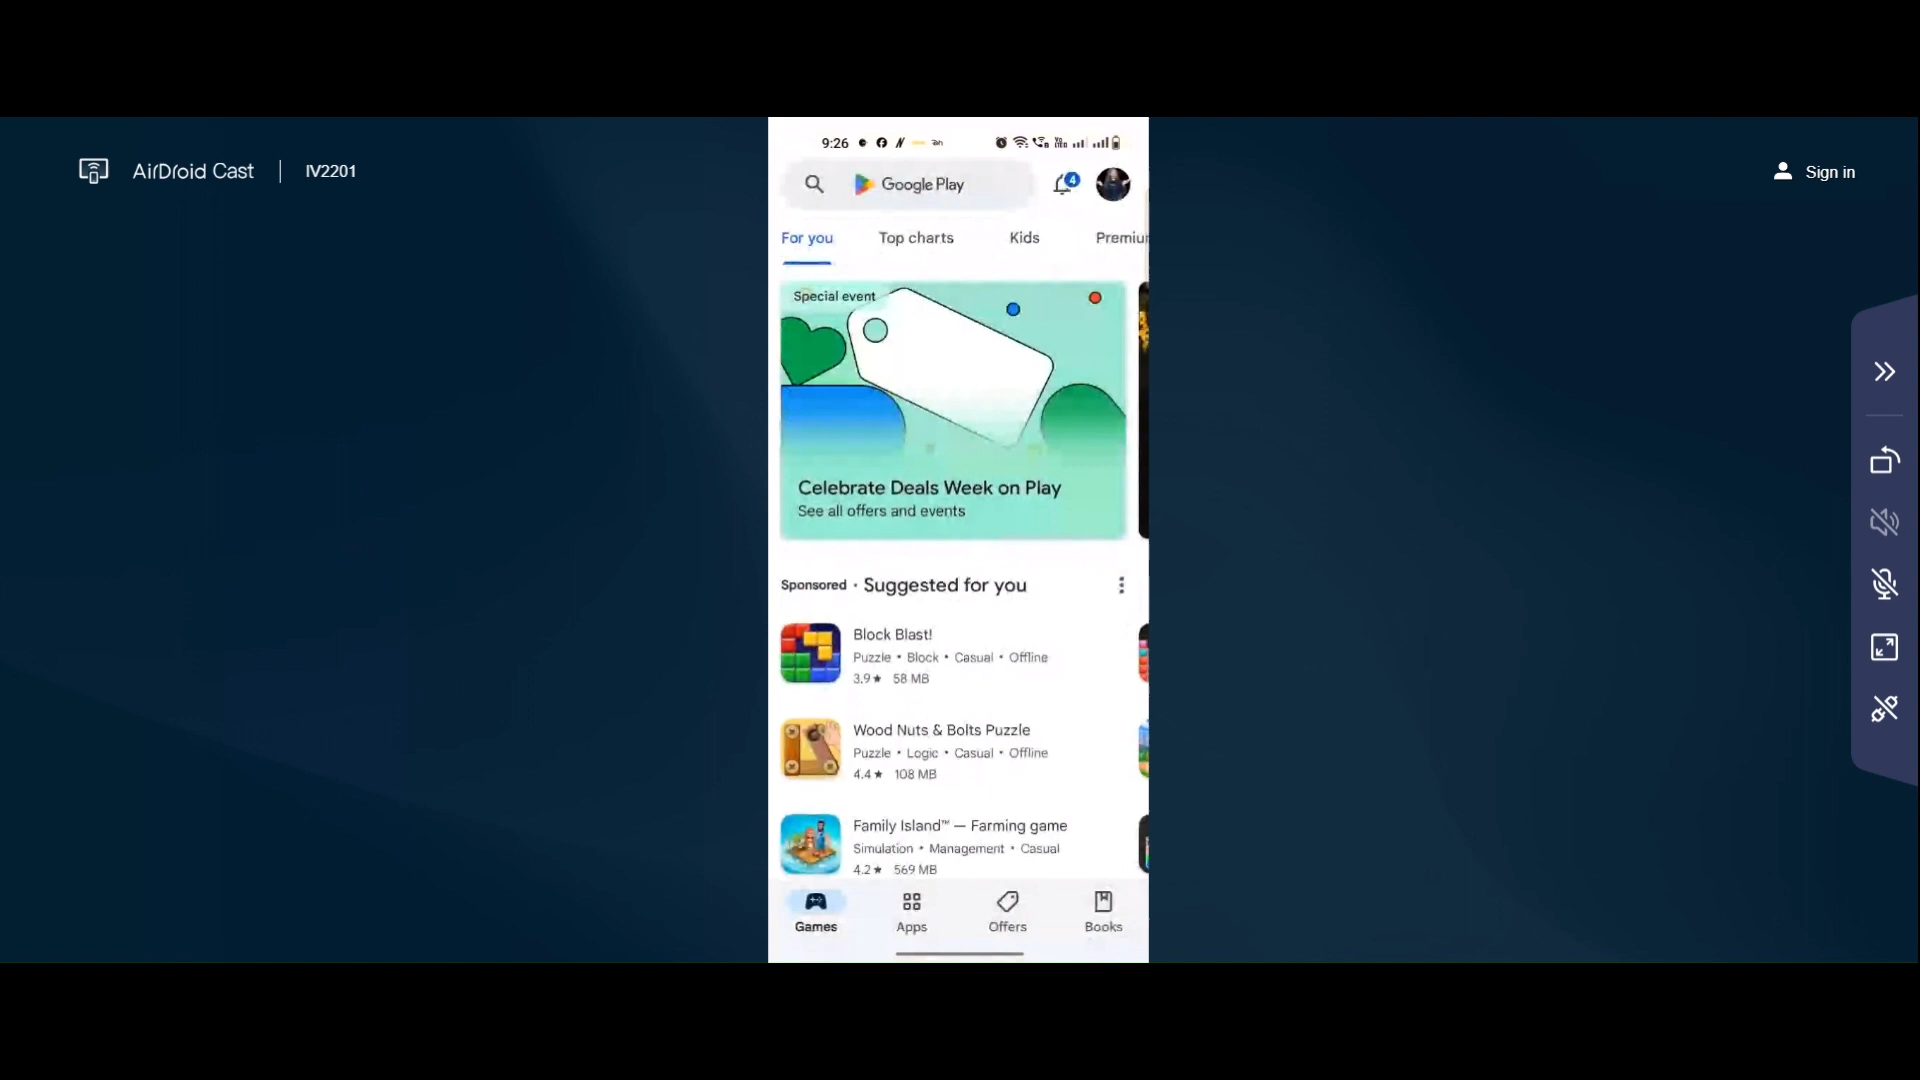 9:26
AirDroid Cast | IV2201
Sign in
Google Play
4
For you Top charts Kids Premiu
Special event
Celebrate Deals Week on Play
See all offers and events
Sponsored • Suggested for you
Block Blast!
Puzzle • Block • Casual • Offline
3.9★ 58 MB
Wood Nuts & Bolts Puzzle
Puzzle • Logic • Casual • Offline
4.4★ 108 MB
Family Island™ — Farming game
Simulation • Management • Casual
4.2★ 569 MB
Games Apps Offers Books